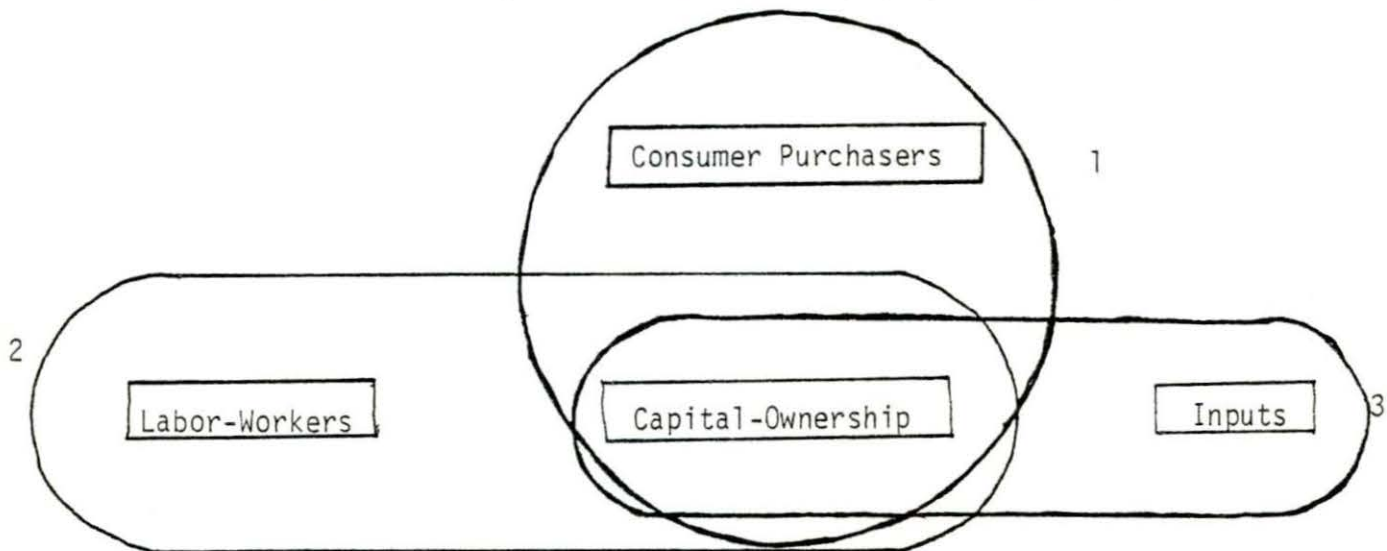 Consumer Purchasers
1
2
Labor-Workers
Capital-Ownership
Inputs
3